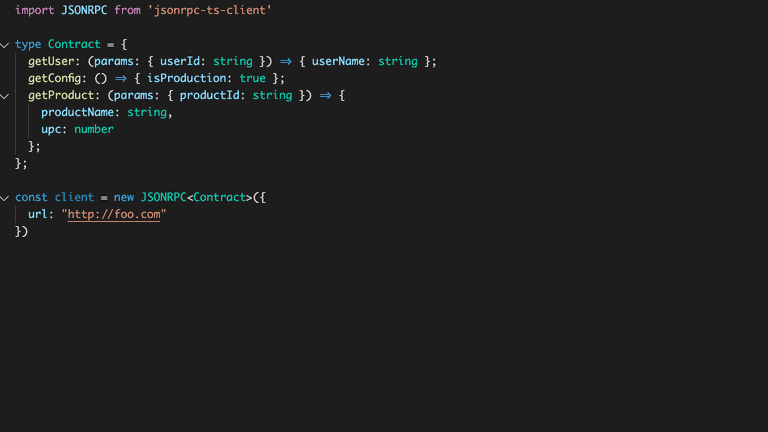 import JSONRPC from 'jsonrpc-ts-client'
type Contract = {
getUser: (params: { userId: string }) => { userName: string };
getConfig: () => { isProduction: true };
getProduct: (params: { productId: string }) => {
productName: string,
upc: number
};
};
const client = new JSONRPC<Contract>({
url: "http://foo.com"
})